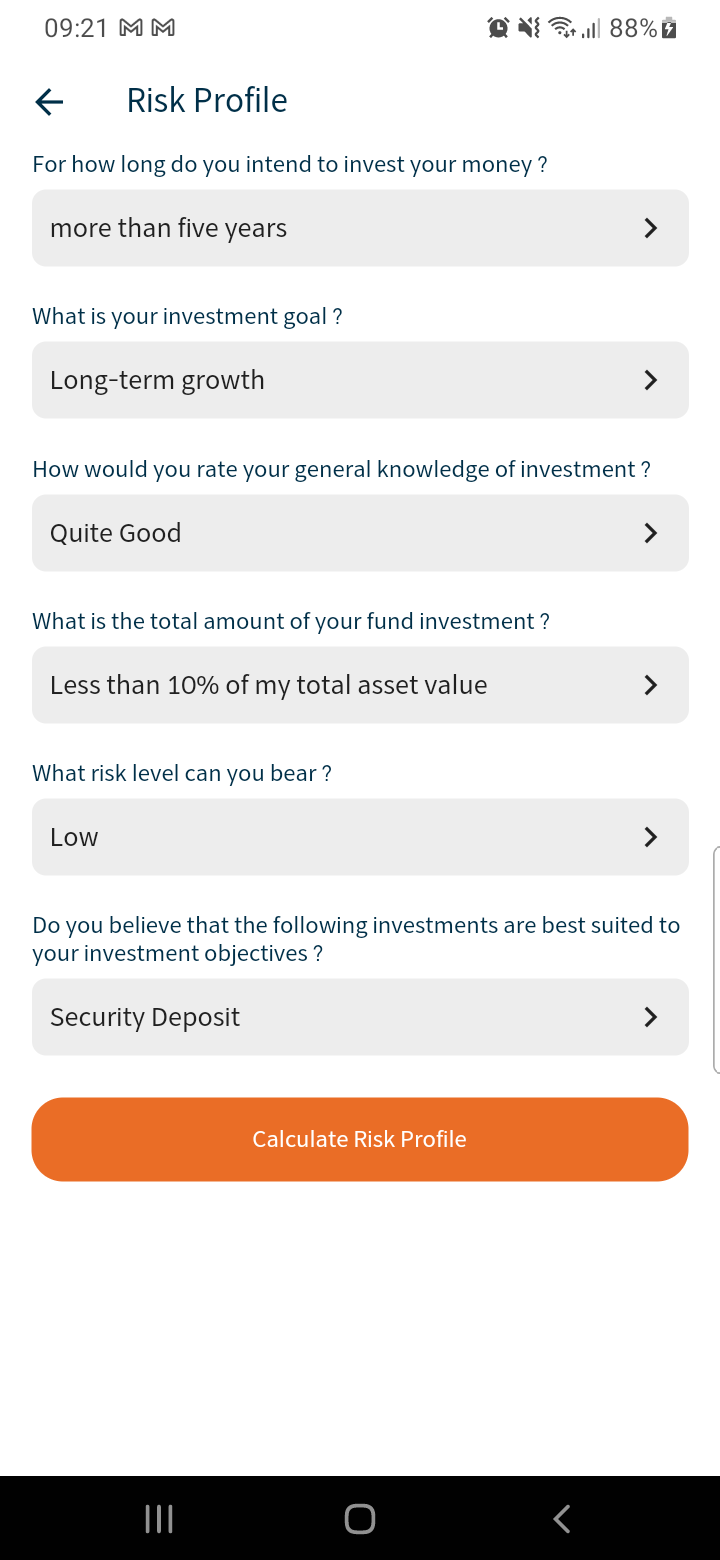 09:21 88%
Risk Profile
For how long do you intend to invest your money ?
more than five years
What is your investment goal ?
Long-term growth
How would you rate your general knowledge of investment ?
Quite Good
What is the total amount of your fund investment ?
Less than 10% of my total asset value
What risk level can you bear ?
Low
Do you believe that the following investments are best suited to
your investment objectives ?
Security Deposit
Calculate Risk Profile